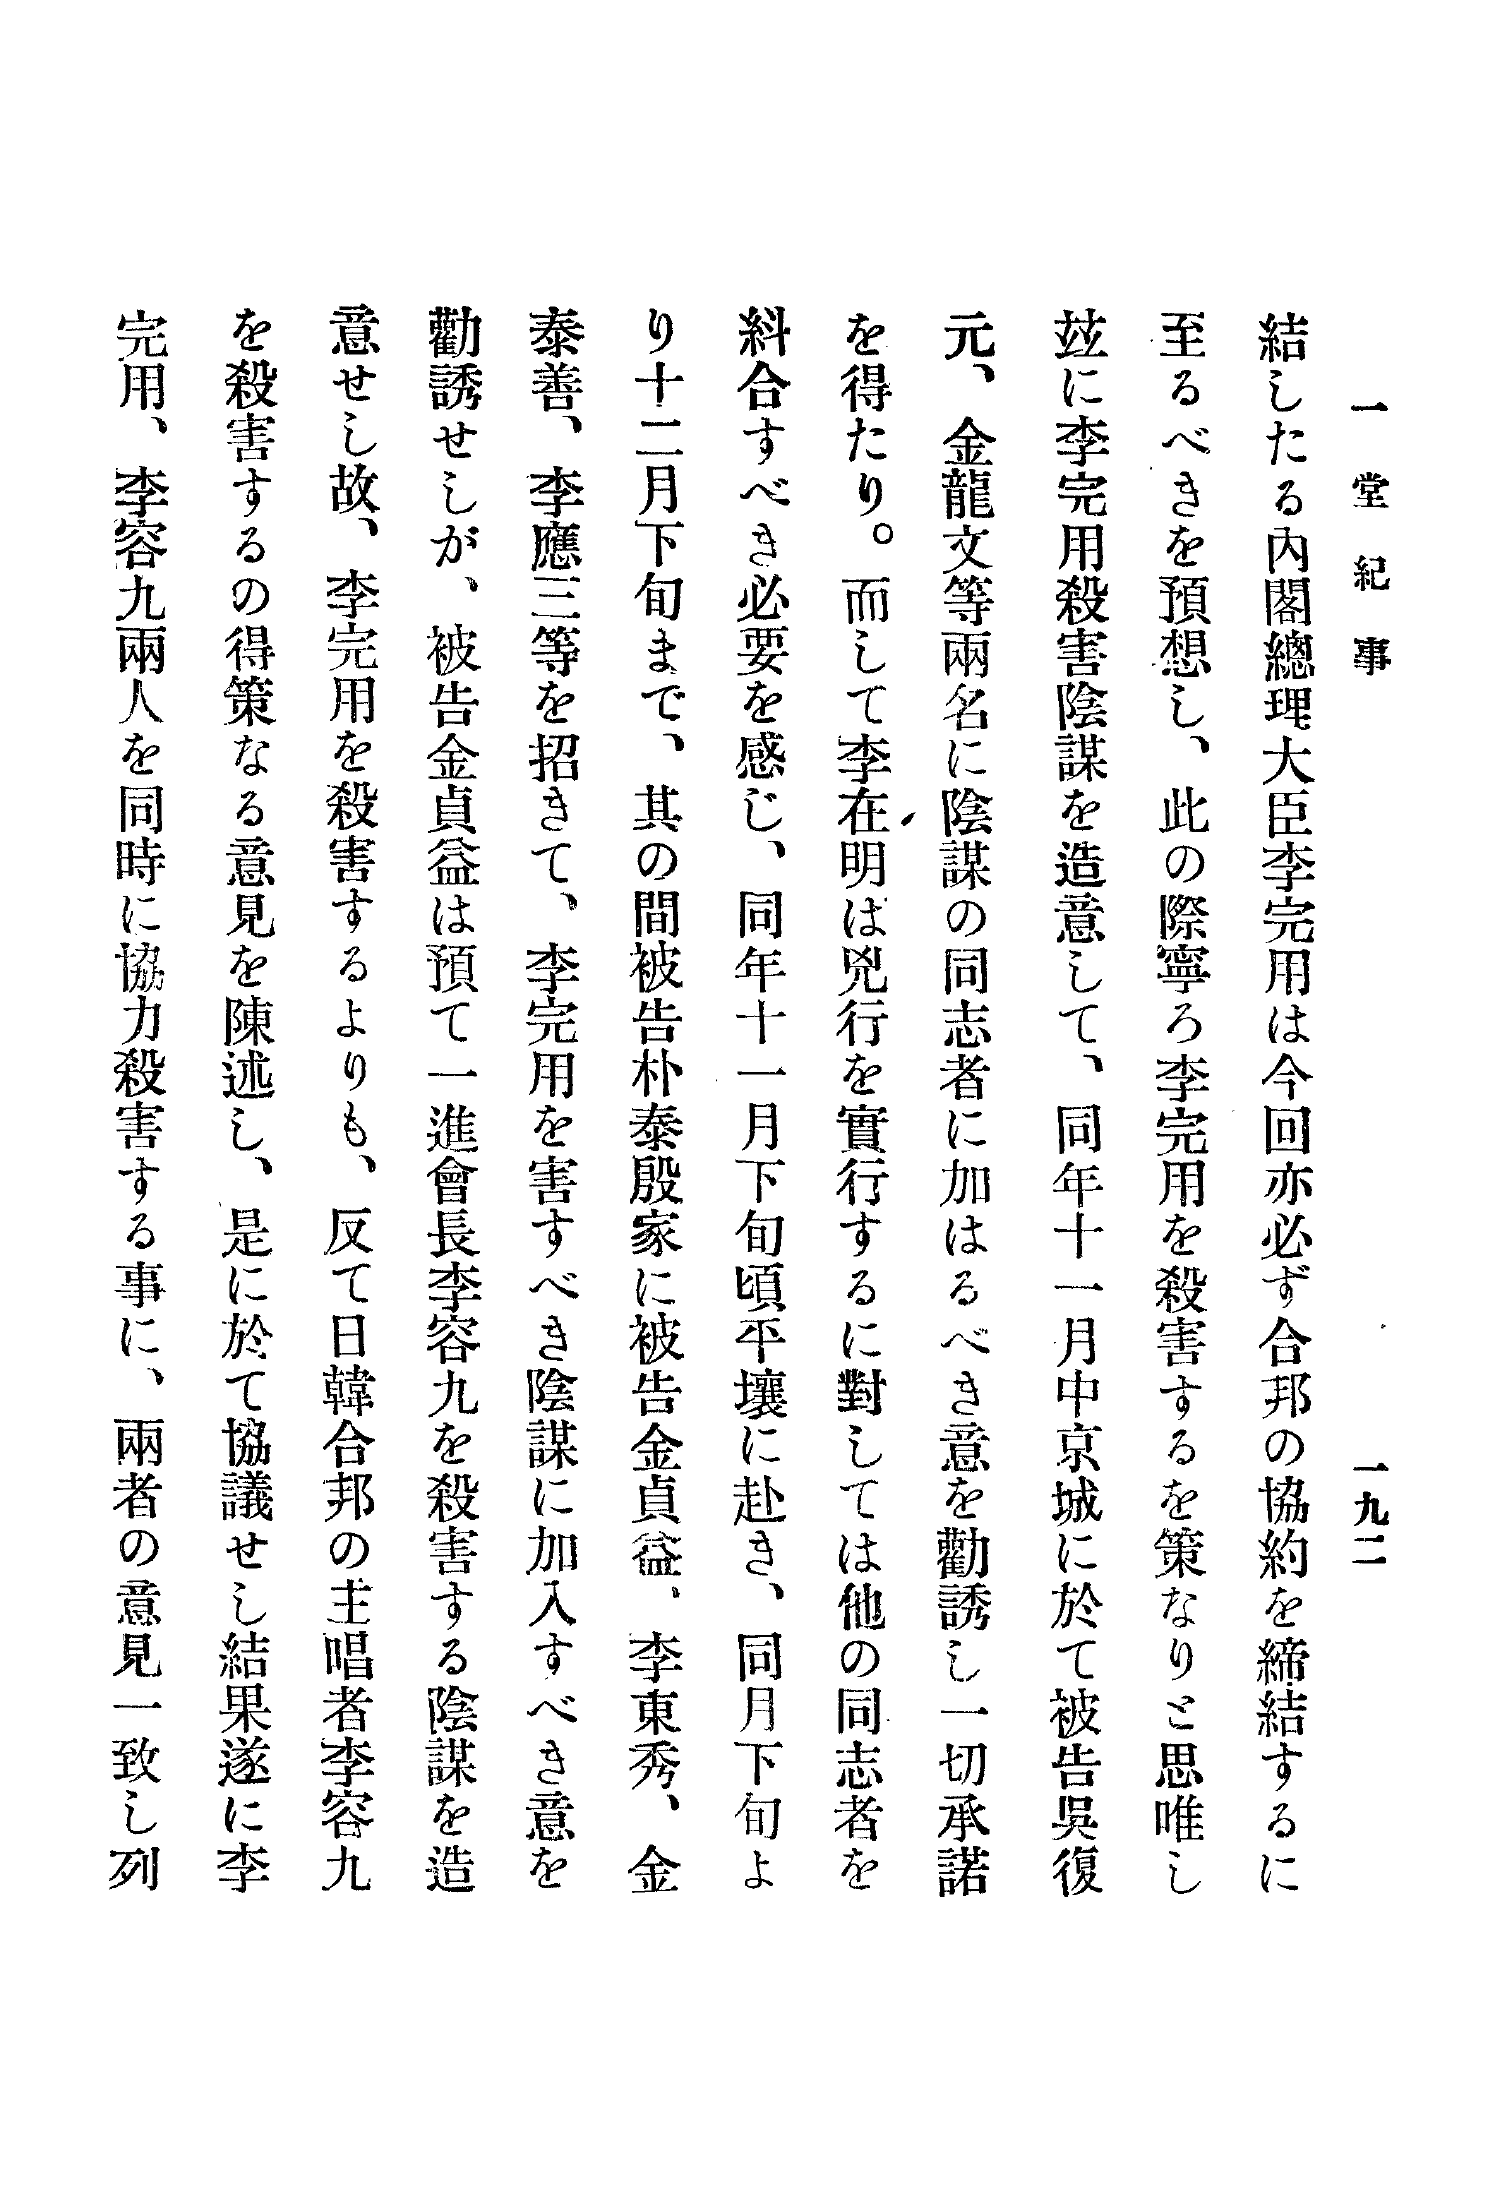 一堂紀事
一九二
結したる內閣總理大臣李完用は今回亦必ず合邦の協約を締結するに
至るべきを預想し、此の際寧ろ李完用を殺害するを策なりと思唯し
玆に李完用殺害陰謀を造意して、同年十一月中京城に於て被告吳復
元、金龍文等兩名に陰謀の同志者に加はるべき意を勸誘し一切承諾
を得たり。而して李在明ば兇行を實行するに對しては他の同志者を
糾合すべき必要を感じ、同年十一月下旬頃平壤に赴き、同月下旬よ
り十二月下旬まで、其の間被告朴泰殷家に被告金貞益、李東秀、金
泰善、李應三等を招きて、李完用を害すべき陰謀に加入すべき意を
勸誘せしが、被告金貞益は預て一進會長李容九を殺害する陰謀を造
意せし故、李完用を殺害するよりも、反て日韓合邦の主唱者李容九
を殺害するの得策なる意見を陳述し、是に於て協議せし結果遂に李
完用、李容九兩人を同時に協力殺害する事に、兩者の意見一致し列